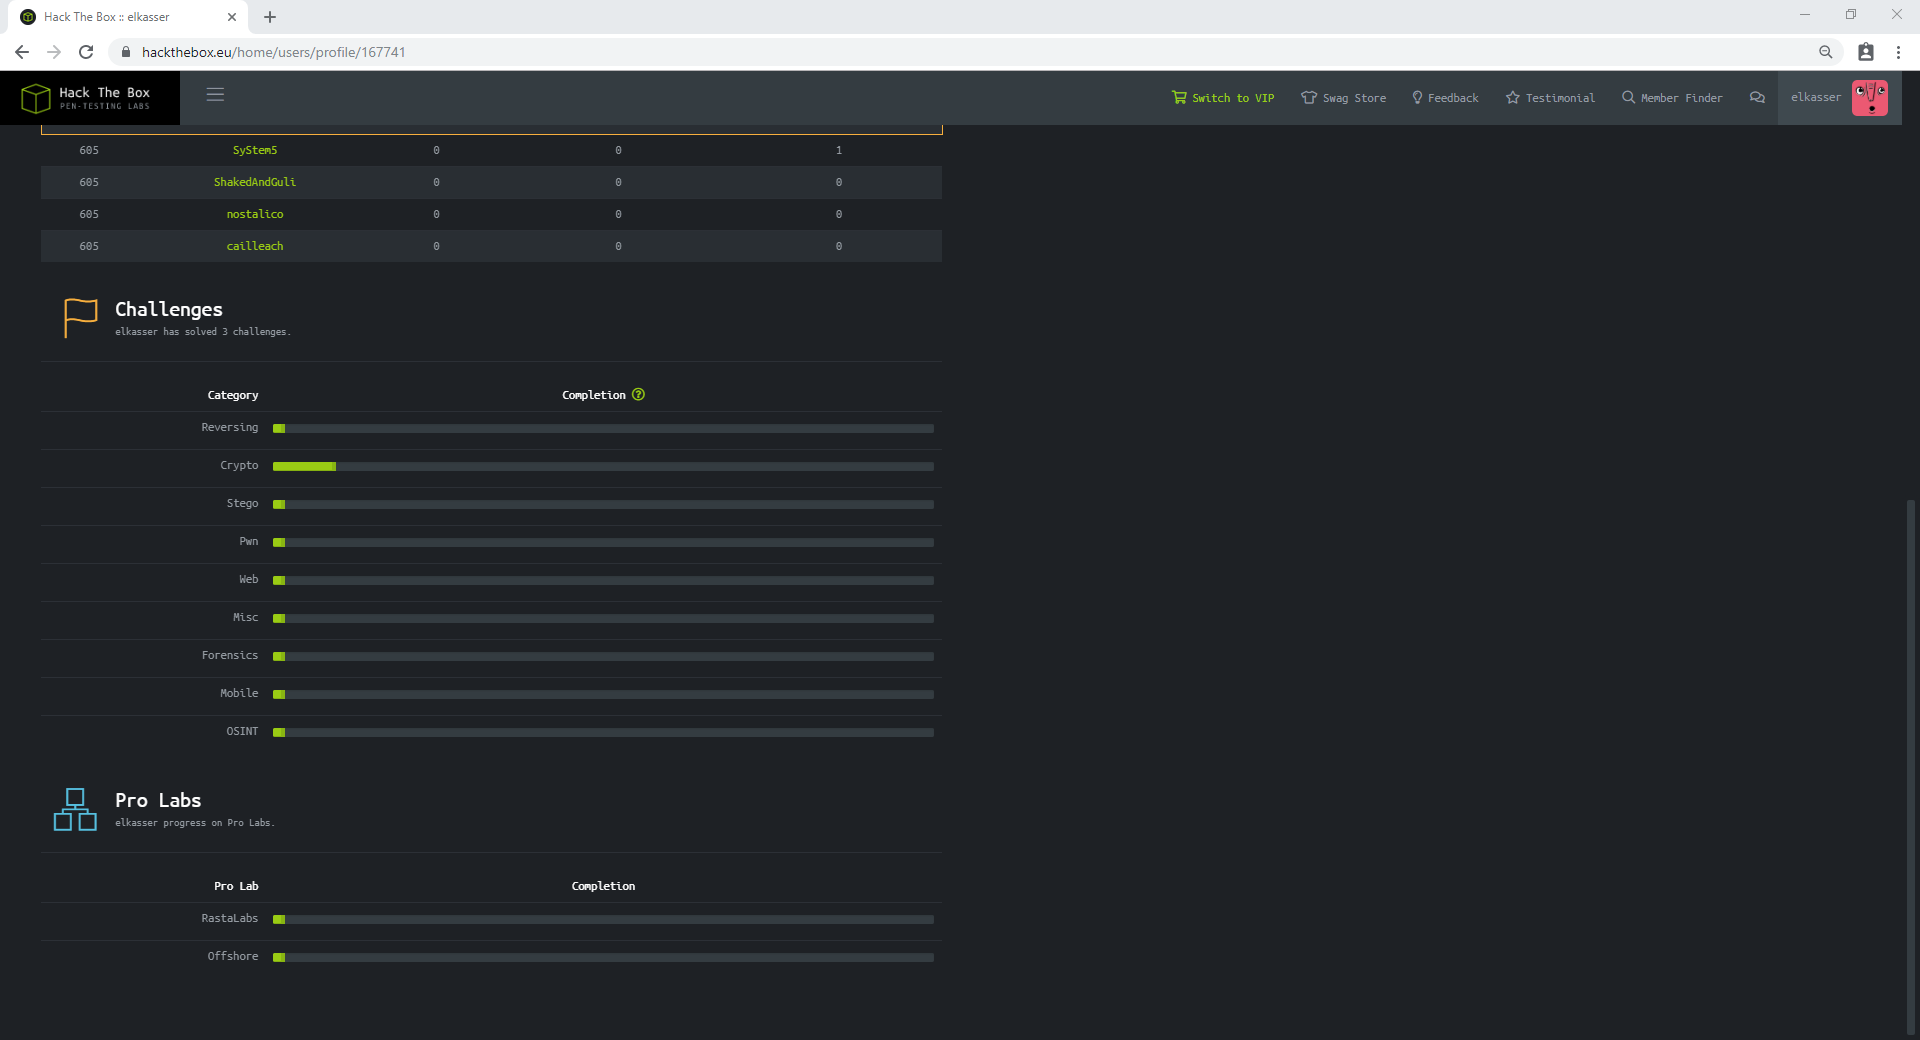 Hack The Box :: elkasser
hackthebox.eu/home/users/profile/167741
Hack The Box
PEN-TESTING LABS
Switch to VIP
Swag Store
Feedback
Testimonial
Member Finder
elkasser
605 SyStem5 0 0 1
605 ShakedAndGuli 0 0 0
605 nostalico 0 0 0
605 cailleach 0 0 0
Challenges
elkasser has solved 3 challenges.
Category Completion ?
Reversing
Crypto
Stego
Pwn
Web
Misc
Forensics
Mobile
OSINT
Pro Labs
elkasser progress on Pro Labs.
Pro Lab Completion
RastaLabs
Offshore